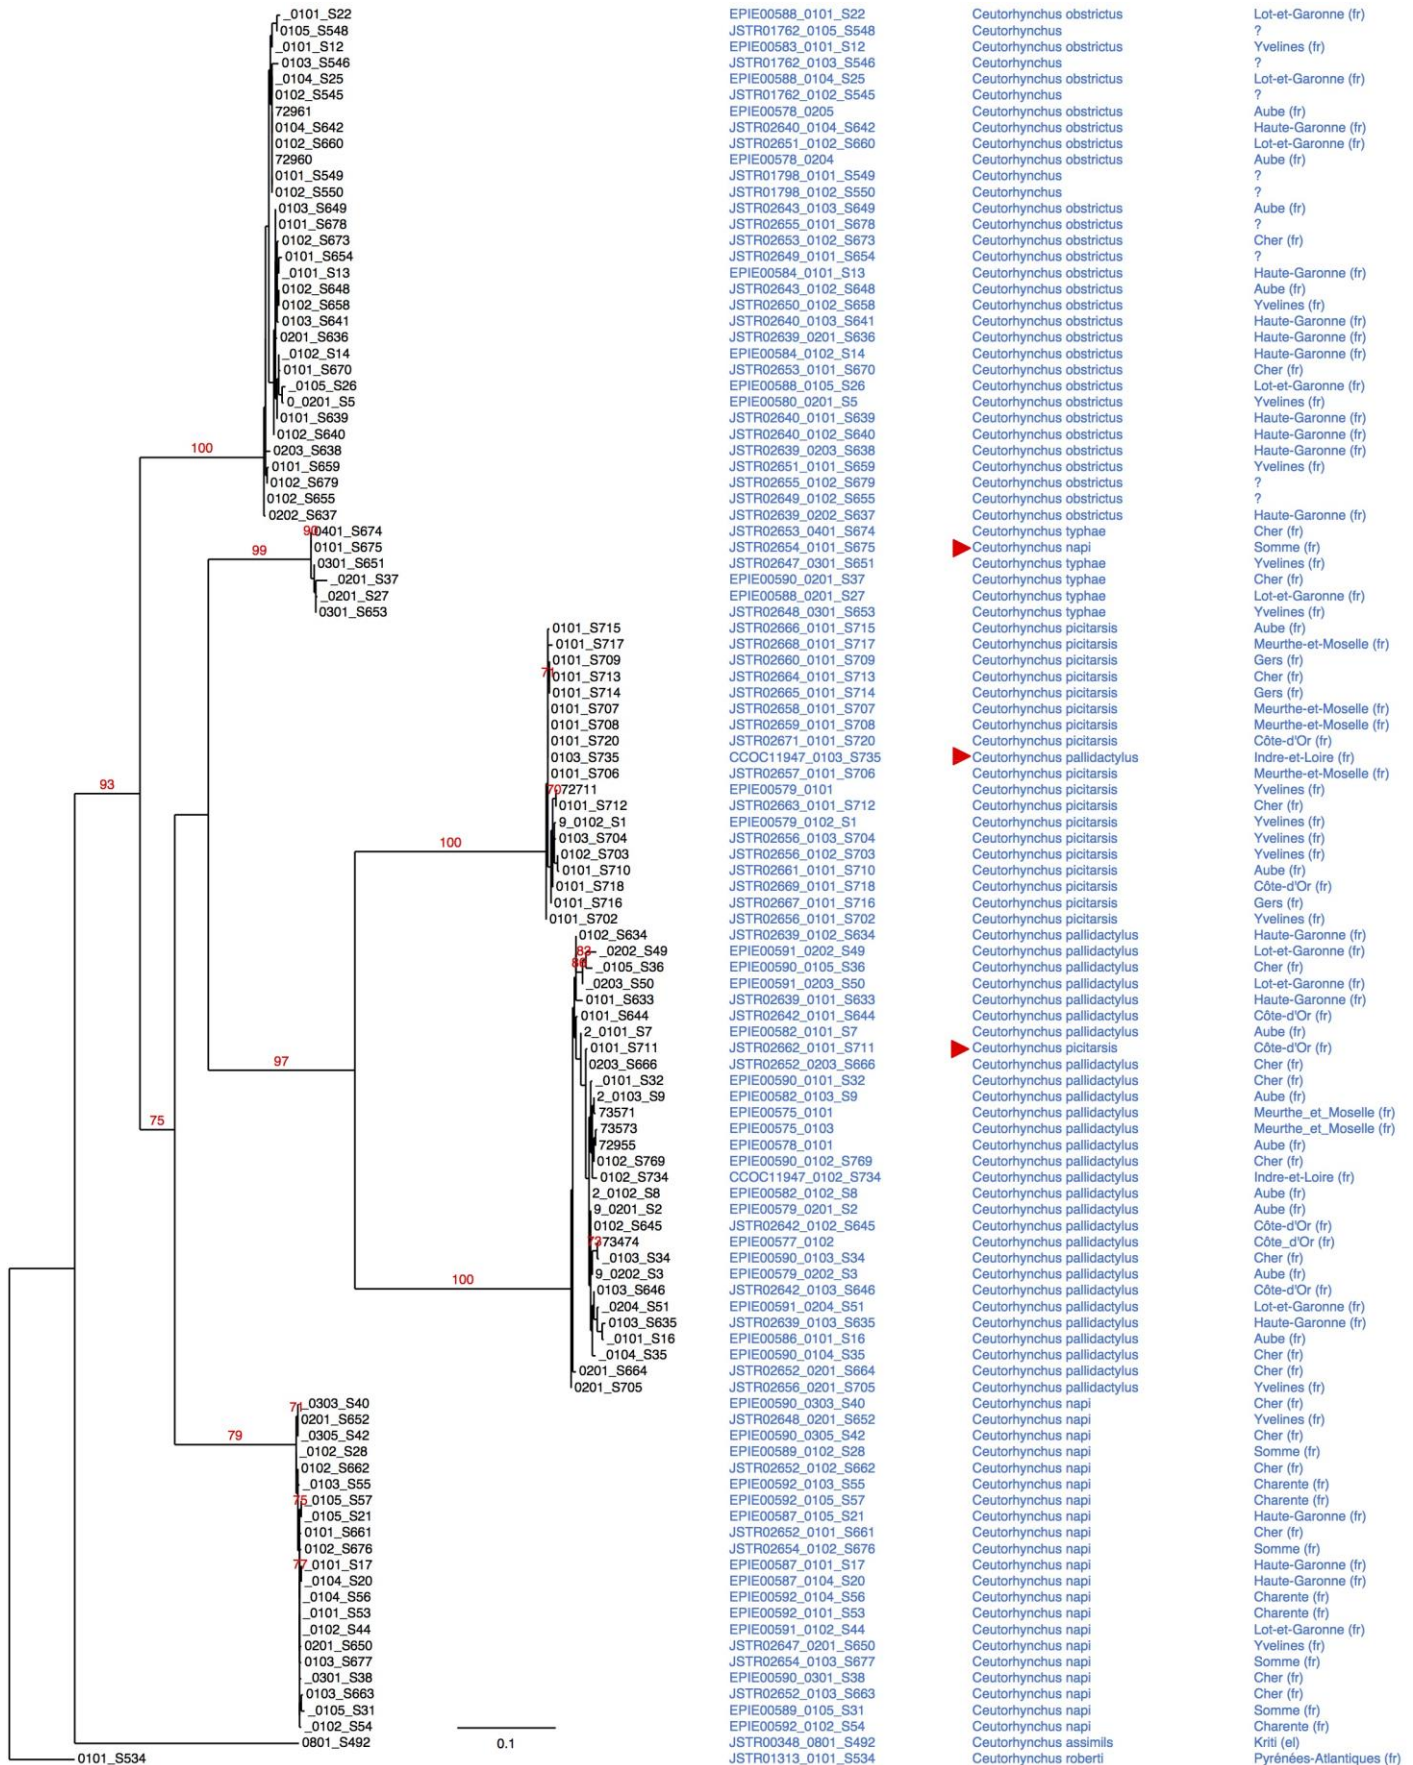 _0101_S22 EPIE00588_0101_S22 Ceutorhynchus obstrictus Lot-et-Garonne (fr)
0105_S548 JSTR01762_0105_S548 Ceutorhynchus ?
_0101_S12 EPIE00583_0101_S12 Ceutorhynchus obstrictus Yvelines (fr)
0103_S546 JSTR01762_0103_S546 Ceutorhynchus ?
_0104_S25 EPIE00588_0104_S25 Ceutorhynchus obstrictus Lot-et-Garonne (fr)
0102_S545 JSTR01762_0102_S545 Ceutorhynchus ?
72961 EPIE00578_0205 Ceutorhynchus obstrictus Aube (fr)
0104_S642 JSTR02640_0104_S642 Ceutorhynchus obstrictus Haute-Garonne (fr)
0102_S660 JSTR02651_0102_S660 Ceutorhynchus obstrictus Lot-et-Garonne (fr)
72960 EPIE00578_0204 Ceutorhynchus obstrictus Aube (fr)
0101_S549 JSTR01798_0101_S549 Ceutorhynchus ?
0102_S550 JSTR01798_0102_S550 Ceutorhynchus ?
0103_S649 JSTR02643_0103_S649 Ceutorhynchus obstrictus Aube (fr)
0101_S678 JSTR02655_0101_S678 Ceutorhynchus obstrictus ?
0102_S673 JSTR02653_0102_S673 Ceutorhynchus obstrictus Cher (fr)
0101_S654 JSTR02649_0101_S654 Ceutorhynchus obstrictus ?
_0101_S13 EPIE00584_0101_S13 Ceutorhynchus obstrictus Haute-Garonne (fr)
0102_S648 JSTR02643_0102_S648 Ceutorhynchus obstrictus Aube (fr)
0102_S658 JSTR02650_0102_S658 Ceutorhynchus obstrictus Yvelines (fr)
0103_S641 JSTR02640_0103_S641 Ceutorhynchus obstrictus Haute-Garonne (fr)
0201_S636 JSTR02639_0201_S636 Ceutorhynchus obstrictus Haute-Garonne (fr)
_0102_S14 EPIE00584_0102_S14 Ceutorhynchus obstrictus Haute-Garonne (fr)
0101_S670 JSTR02653_0101_S670 Ceutorhynchus obstrictus Cher (fr)
_0105_S26 EPIE00588_0105_S26 Ceutorhynchus obstrictus Lot-et-Garonne (fr)
0_0201_S5 EPIE00580_0201_S5 Ceutorhynchus obstrictus Yvelines (fr)
0101_S639 JSTR02640_0101_S639 Ceutorhynchus obstrictus Haute-Garonne (fr)
0102_S640 JSTR02640_0102_S640 Ceutorhynchus obstrictus Haute-Garonne (fr)
100 0203_S638 JSTR02639_0203_S638 Ceutorhynchus obstrictus Haute-Garonne (fr)
0101_S659 JSTR02651_0101_S659 Ceutorhynchus obstrictus Yvelines (fr)
0102_S679 JSTR02655_0102_S679 Ceutorhynchus obstrictus ?
0102_S655 JSTR02649_0102_S655 Ceutorhynchus obstrictus ?
0202_S637 JSTR02639_0202_S637 Ceutorhynchus obstrictus Haute-Garonne (fr)
90 0401_S674 JSTR02653_0401_S674 Ceutorhynchus typhae Cher (fr)
99 0101_S675 JSTR02654_0101_S675 Ceutorhynchus napi Somme (fr)
0301_S651 JSTR02647_0301_S651 Ceutorhynchus typhae Yvelines (fr)
_0201_S37 EPIE00590_0201_S37 Ceutorhynchus typhae Cher (fr)
_0201_S27 EPIE00588_0201_S27 Ceutorhynchus typhae Lot-et-Garonne (fr)
0301_S653 JSTR02648_0301_S653 Ceutorhynchus typhae Yvelines (fr)
0101_S715 JSTR02666_0101_S715 Ceutorhynchus picitarsis Aube (fr)
0101_S717 JSTR02668_0101_S717 Ceutorhynchus picitarsis Meurthe-et-Moselle (fr)
0101_S709 JSTR02660_0101_S709 Ceutorhynchus picitarsis Gers (fr)
71 0101_S713 JSTR02664_0101_S713 Ceutorhynchus picitarsis Cher (fr)
0101_S714 JSTR02665_0101_S714 Ceutorhynchus picitarsis Gers (fr)
0101_S707 JSTR02658_0101_S707 Ceutorhynchus picitarsis Meurthe-et-Moselle (fr)
0101_S708 JSTR02659_0101_S708 Ceutorhynchus picitarsis Meurthe-et-Moselle (fr)
0101_S720 JSTR02671_0101_S720 Ceutorhynchus picitarsis Côte-d'Or (fr)
0103_S735 CCOC11947_0103_S735 Ceutorhynchus pallidactylus Indre-et-Loire (fr)
0101_S706 JSTR02657_0101_S706 Ceutorhynchus picitarsis Meurthe-et-Moselle (fr)
93 70 72711 EPIE00579_0101 Ceutorhynchus picitarsis Yvelines (fr)
0101_S712 JSTR02663_0101_S712 Ceutorhynchus picitarsis Cher (fr)
9_0102_S1 EPIE00579_0102_S1 Ceutorhynchus picitarsis Yvelines (fr)
0103_S704 JSTR02656_0103_S704 Ceutorhynchus picitarsis Yvelines (fr)
100 0102_S703 JSTR02656_0102_S703 Ceutorhynchus picitarsis Yvelines (fr)
0101_S710 JSTR02661_0101_S710 Ceutorhynchus picitarsis Aube (fr)
0101_S718 JSTR02669_0101_S718 Ceutorhynchus picitarsis Côte-d'Or (fr)
0101_S716 JSTR02667_0101_S716 Ceutorhynchus picitarsis Gers (fr)
0101_S702 JSTR02656_0101_S702 Ceutorhynchus picitarsis Yvelines (fr)
0102_S634 JSTR02639_0102_S634 Ceutorhynchus pallidactylus Haute-Garonne (fr)
83 _0202_S49 EPIE00591_0202_S49 Ceutorhynchus pallidactylus Lot-et-Garonne (fr)
_0105_S36 EPIE00590_0105_S36 Ceutorhynchus pallidactylus Cher (fr)
_0203_S50 EPIE00591_0203_S50 Ceutorhynchus pallidactylus Lot-et-Garonne (fr)
0101_S633 JSTR02639_0101_S633 Ceutorhynchus pallidactylus Haute-Garonne (fr)
0101_S644 JSTR02642_0101_S644 Ceutorhynchus pallidactylus Côte-d'Or (fr)
2_0101_S7 EPIE00582_0101_S7 Ceutorhynchus pallidactylus Aube (fr)
0101_S711 JSTR02662_0101_S711 Ceutorhynchus picitarsis Côte-d'Or (fr)
97 0203_S666 JSTR02652_0203_S666 Ceutorhynchus pallidactylus Cher (fr)
_0101_S32 EPIE00590_0101_S32 Ceutorhynchus pallidactylus Cher (fr)
2_0103_S9 EPIE00582_0103_S9 Ceutorhynchus pallidactylus Aube (fr)
75 73571 EPIE00575_0101 Ceutorhynchus pallidactylus Meurthe_et_Moselle (fr)
73573 EPIE00575_0103 Ceutorhynchus pallidactylus Meurthe_et_Moselle (fr)
72955 EPIE00578_0101 Ceutorhynchus pallidactylus Aube (fr)
0102_S769 EPIE00590_0102_S769 Ceutorhynchus pallidactylus Cher (fr)
0102_S734 CCOC11947_0102_S734 Ceutorhynchus pallidactylus Indre-et-Loire (fr)
2_0102_S8 EPIE00582_0102_S8 Ceutorhynchus pallidactylus Aube (fr)
9_0201_S2 EPIE00579_0201_S2 Ceutorhynchus pallidactylus Aube (fr)
0102_S645 JSTR02642_0102_S645 Ceutorhynchus pallidactylus Côte-d'Or (fr)
73 73474 EPIE00577_0102 Ceutorhynchus pallidactylus Côte_d'Or (fr)
_0103_S34 EPIE00590_0103_S34 Ceutorhynchus pallidactylus Cher (fr)
9_0202_S3 EPIE00579_0202_S3 Ceutorhynchus pallidactylus Aube (fr)
100 0103_S646 JSTR02642_0103_S646 Ceutorhynchus pallidactylus Côte-d'Or (fr)
_0204_S51 EPIE00591_0204_S51 Ceutorhynchus pallidactylus Lot-et-Garonne (fr)
0103_S635 JSTR02639_0103_S635 Ceutorhynchus pallidactylus Haute-Garonne (fr)
_0101_S16 EPIE00586_0101_S16 Ceutorhynchus pallidactylus Aube (fr)
_0104_S35 EPIE00590_0104_S35 Ceutorhynchus pallidactylus Cher (fr)
0201_S664 JSTR02652_0201_S664 Ceutorhynchus pallidactylus Cher (fr)
0201_S705 JSTR02656_0201_S705 Ceutorhynchus pallidactylus Yvelines (fr)
71 _0303_S40 EPIE00590_0303_S40 Ceutorhynchus napi Cher (fr)
0201_S652 JSTR02648_0201_S652 Ceutorhynchus napi Yvelines (fr)
79 _0305_S42 EPIE00590_0305_S42 Ceutorhynchus napi Cher (fr)
_0102_S28 EPIE00589_0102_S28 Ceutorhynchus napi Somme (fr)
0102_S662 JSTR02652_0102_S662 Ceutorhynchus napi Cher (fr)
_0103_S55 EPIE00592_0103_S55 Ceutorhynchus napi Charente (fr)
75 _0105_S57 EPIE00592_0105_S57 Ceutorhynchus napi Charente (fr)
_0105_S21 EPIE00587_0105_S21 Ceutorhynchus napi Haute-Garonne (fr)
0101_S661 JSTR02652_0101_S661 Ceutorhynchus napi Cher (fr)
0102_S676 JSTR02654_0102_S676 Ceutorhynchus napi Somme (fr)
77 _0101_S17 EPIE00587_0101_S17 Ceutorhynchus napi Haute-Garonne (fr)
_0104_S20 EPIE00587_0104_S20 Ceutorhynchus napi Haute-Garonne (fr)
_0104_S56 EPIE00592_0104_S56 Ceutorhynchus napi Charente (fr)
_0101_S53 EPIE00592_0101_S53 Ceutorhynchus napi Charente (fr)
_0102_S44 EPIE00591_0102_S44 Ceutorhynchus napi Lot-et-Garonne (fr)
0201_S650 JSTR02647_0201_S650 Ceutorhynchus napi Yvelines (fr)
0103_S677 JSTR02654_0103_S677 Ceutorhynchus napi Somme (fr)
_0301_S38 EPIE00590_0301_S38 Ceutorhynchus napi Cher (fr)
0103_S663 JSTR02652_0103_S663 Ceutorhynchus napi Cher (fr)
_0105_S31 EPIE00589_0105_S31 Ceutorhynchus napi Somme (fr)
_0102_S54 EPIE00592_0102_S54 Ceutorhynchus napi Charente (fr)
0801_S492 0.1 JSTR00348_0801_S492 Ceutorhynchus assimils Kriti (el)
0101_S534 JSTR01313_0101_S534 Ceutorhynchus roberti Pyrénées-Atlantiques (fr)